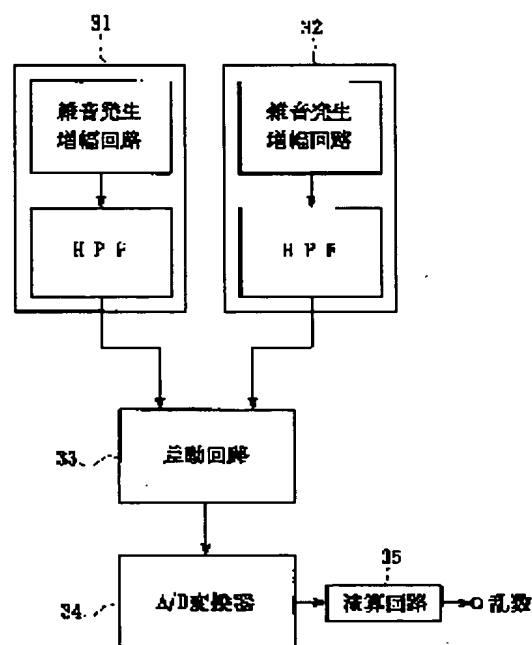 31
32
雑音発生
増幅回路
雑音発生
増幅回路
HPF
HPF
33
差動回路
34
A/D変換器
35
演算回路
乱数